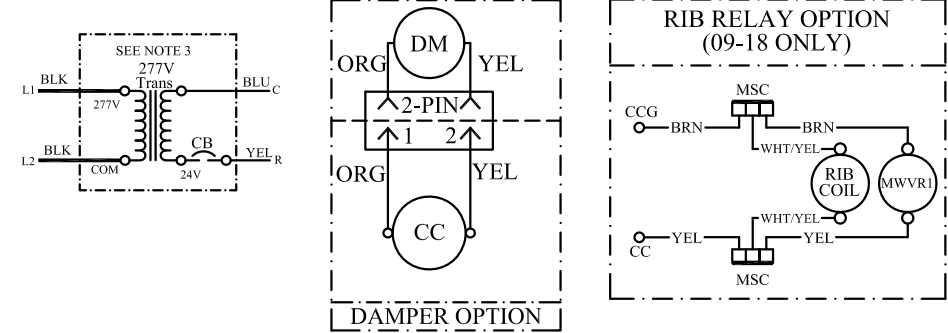 SEE NOTE 3
277V
Trans
BLK
L1
277V
BLU
C
BLK
L2
COM
CB
24V
YEL
R
DM
ORG
YEL
2-PIN
1
2
ORG
YEL
CC
DAMPER OPTION
RIB RELAY OPTION
(09-18 ONLY)
MSC
CCG
BRN
BRN
WHT/YEL
RIB
COIL
MWVR1
WHT/YEL
CC
YEL
YEL
MSC